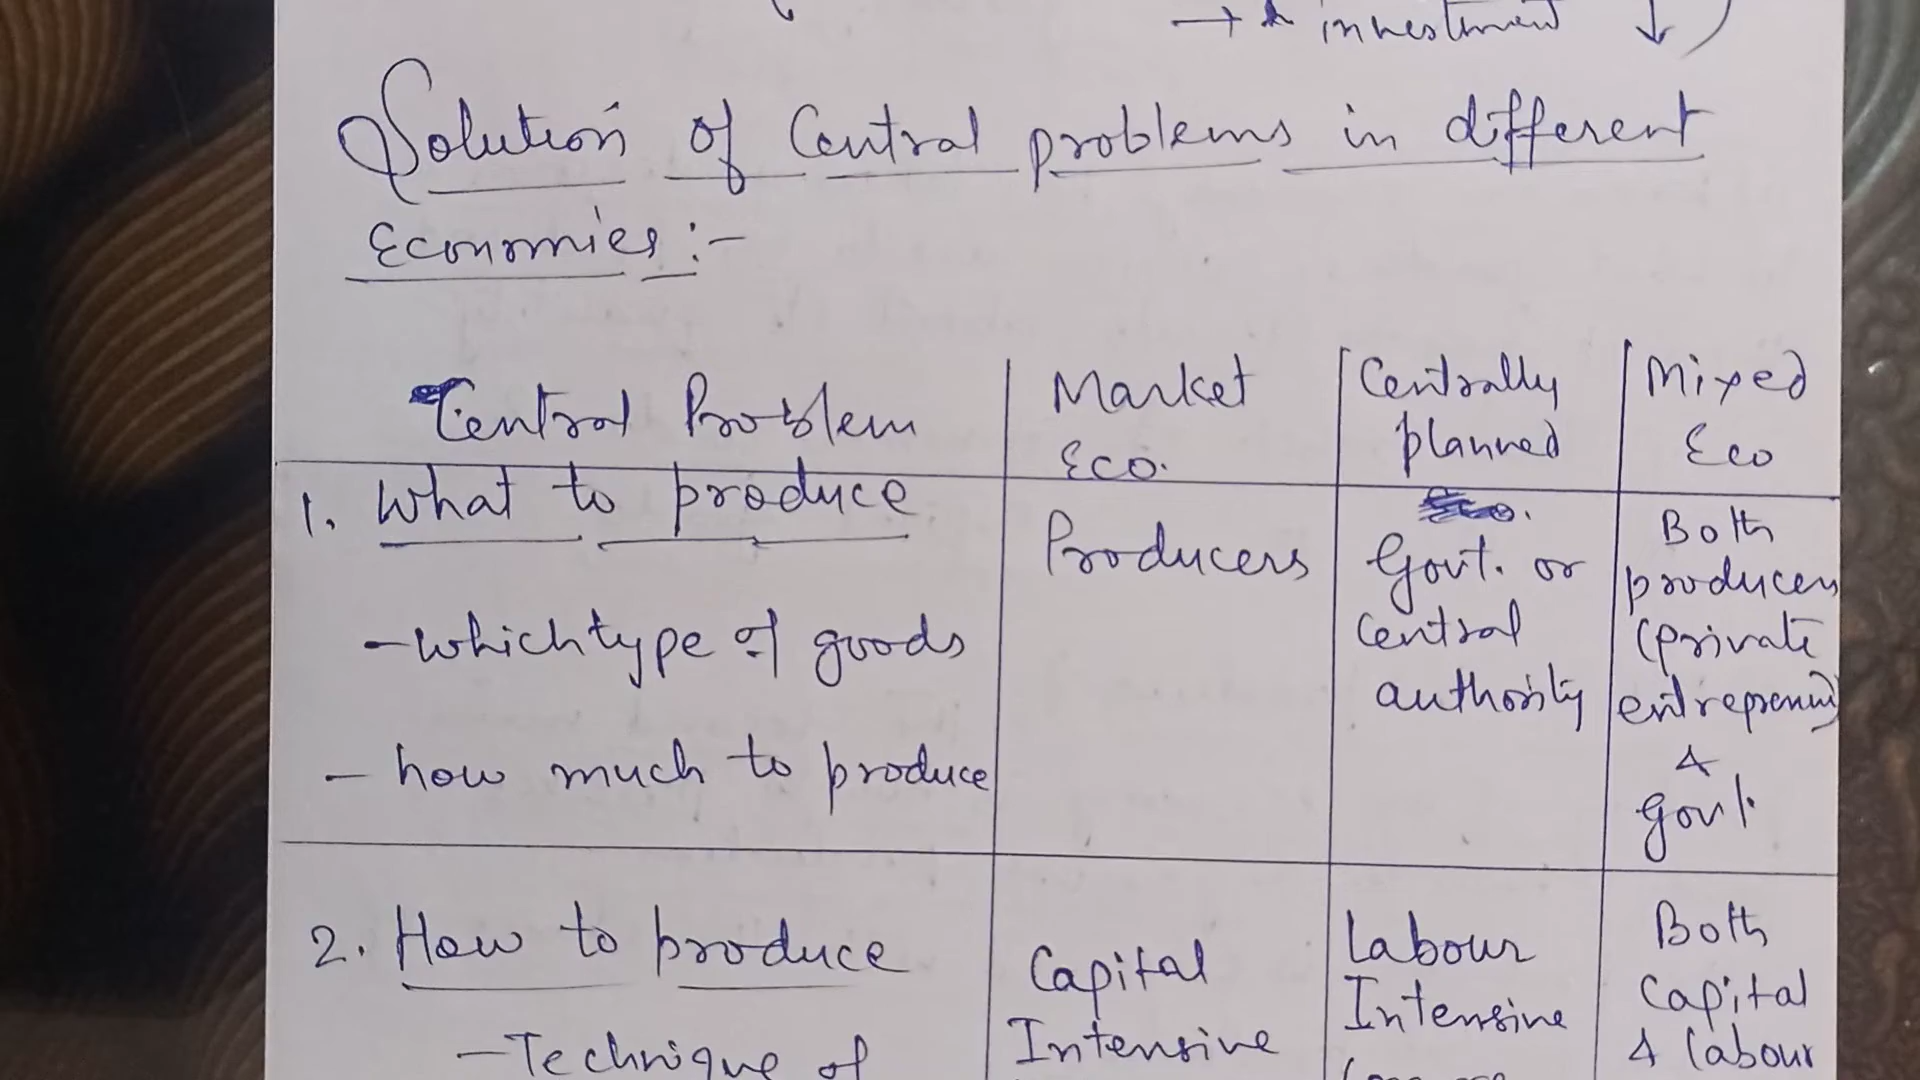 → investment ↓
Solution of Central problems in different
Economies :-
Central Problem | Market Eco. | Centrally planned | Mixed Eco
1. What to produce
- which type of goods
- how much to produce
Producers
Govt. or
Central
authority
Both
producers
(private
entrepreneur)
&
govt.
2. How to produce
- Technique of
Capital
Intensive
Labour
Intensive
Both
Capital
& labour